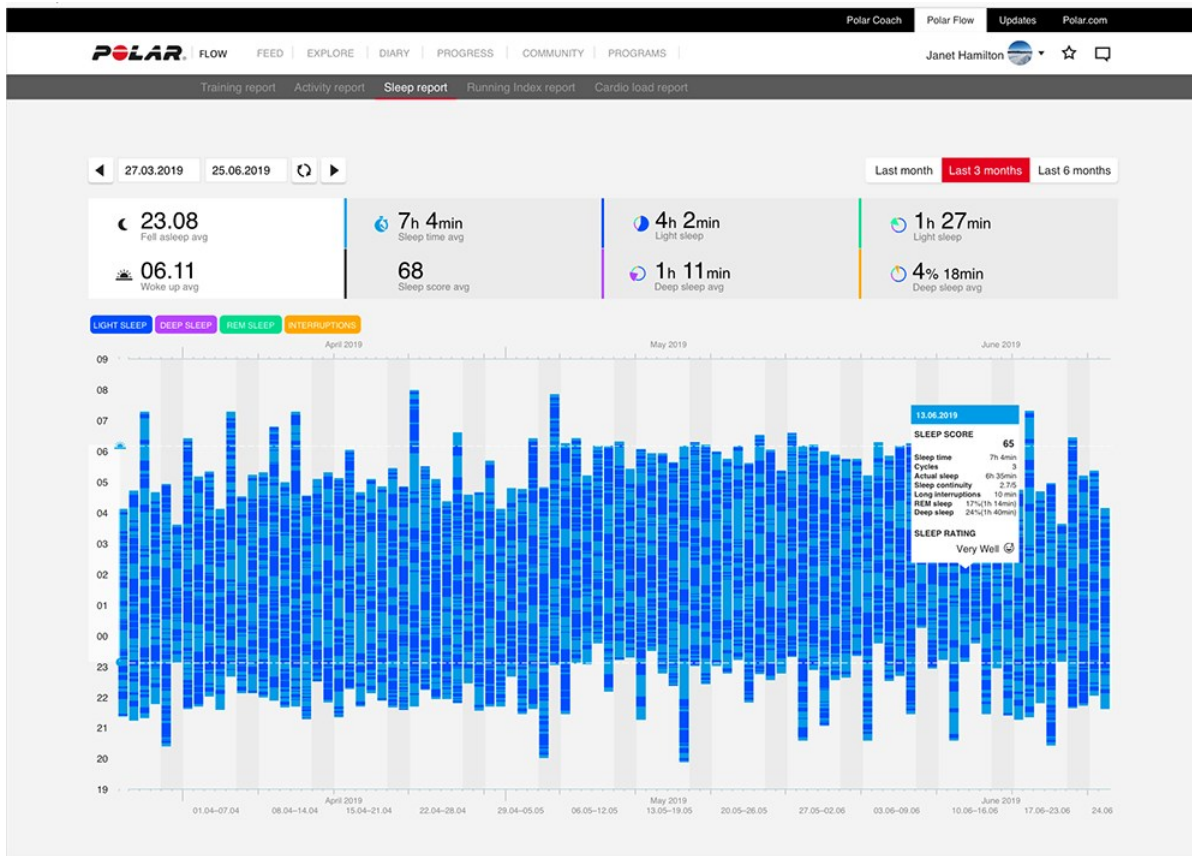 Polar Coach Polar Flow Updates Polar.com
POLAR. FLOW FEED EXPLORE DIARY PROGRESS COMMUNITY PROGRAMS Janet Hamilton
Training report Activity report Sleep report Running Index report Cardio load report
27.03.2019 25.06.2019 Last month Last 3 months Last 6 months
23.08 7h 4min 4h 2min 1h 27min
Fell asleep avg Sleep time avg Light sleep Light sleep
06.11 68 1h 11min 4% 18min
Woke up avg Sleep score avg Deep sleep avg Deep sleep avg
LIGHT SLEEP DEEP SLEEP REM SLEEP INTERRUPTIONS
April 2019 May 2019 June 2019
09
08
07
06
05
04
03
02
01
00
23
22
21
20
19
13.06.2019
SLEEP SCORE
65
Sleep time 7h 4min
Cycles 3
Actual sleep 6h 35min
Sleep continuity 2.7/5
Long interruptions 10 min
REM sleep 17%(1h 14min)
Deep sleep 24%(1h 40min)
SLEEP RATING
Very Well
April 2019 May 2019 June 2019
01.04–07.04 08.04–14.04 15.04–21.04 22.04–28.04 29.04–05.05 06.05–12.05 13.05–19.05 20.05–26.05 27.05–02.06 03.06–09.06 10.06–16.06 17.06–23.06 24.06